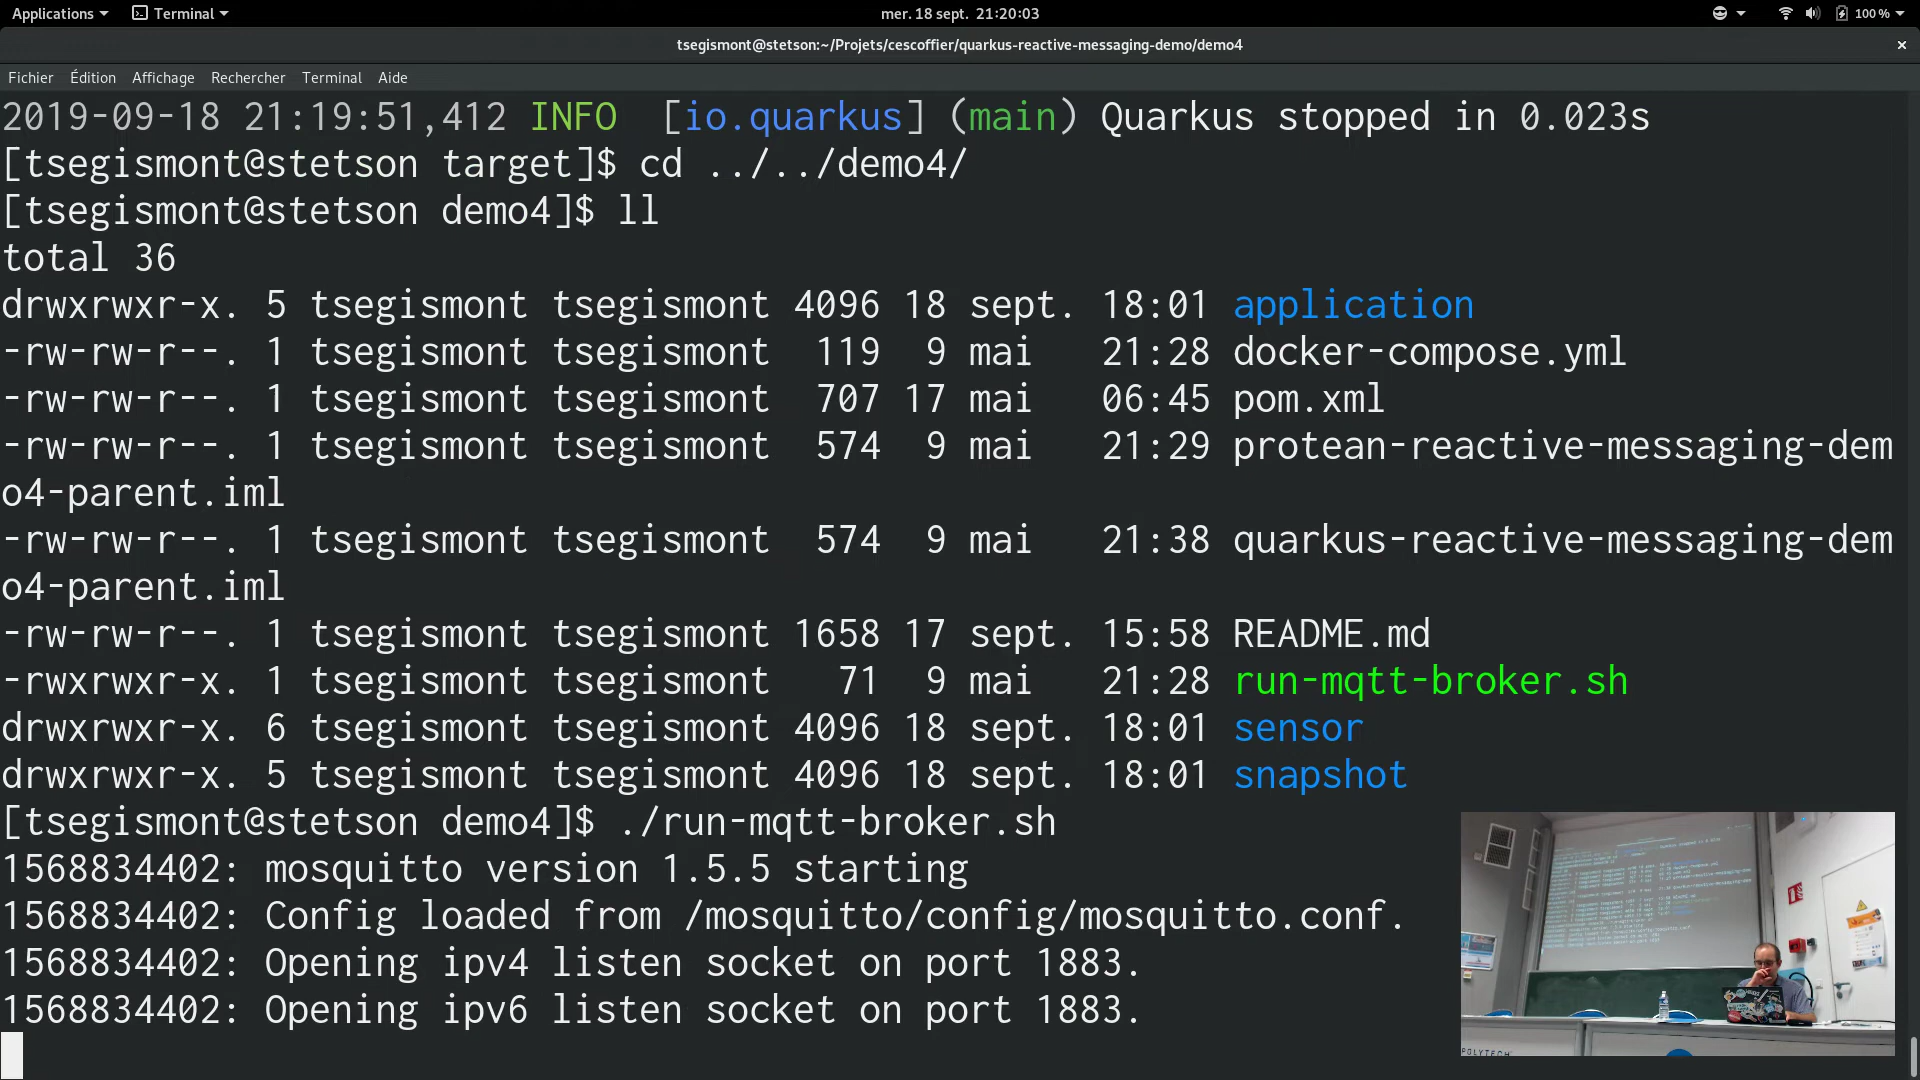 Applications Terminal mer. 18 sept. 21:20:03 100 %
tsegismont@stetson:~/Projets/cescoffier/quarkus-reactive-messaging-demo/demo4
Fichier Édition Affichage Rechercher Terminal Aide
2019-09-18 21:19:51,412 INFO  [io.quarkus] (main) Quarkus stopped in 0.023s
[tsegismont@stetson target]$ cd ../../demo4/
[tsegismont@stetson demo4]$ ll
total 36
drwxrwxr-x. 5 tsegismont tsegismont 4096 18 sept. 18:01 application
-rw-rw-r--. 1 tsegismont tsegismont  119  9 mai   21:28 docker-compose.yml
-rw-rw-r--. 1 tsegismont tsegismont  707 17 mai   06:45 pom.xml
-rw-rw-r--. 1 tsegismont tsegismont  574  9 mai   21:29 protean-reactive-messaging-dem
o4-parent.iml
-rw-rw-r--. 1 tsegismont tsegismont  574  9 mai   21:38 quarkus-reactive-messaging-dem
o4-parent.iml
-rw-rw-r--. 1 tsegismont tsegismont 1658 17 sept. 15:58 README.md
-rwxrwxr-x. 1 tsegismont tsegismont   71  9 mai   21:28 run-mqtt-broker.sh
drwxrwxr-x. 6 tsegismont tsegismont 4096 18 sept. 18:01 sensor
drwxrwxr-x. 5 tsegismont tsegismont 4096 18 sept. 18:01 snapshot
[tsegismont@stetson demo4]$ ./run-mqtt-broker.sh
1568834402: mosquitto version 1.5.5 starting
1568834402: Config loaded from /mosquitto/config/mosquitto.conf.
1568834402: Opening ipv4 listen socket on port 1883.
1568834402: Opening ipv6 listen socket on port 1883.
POLYTECH